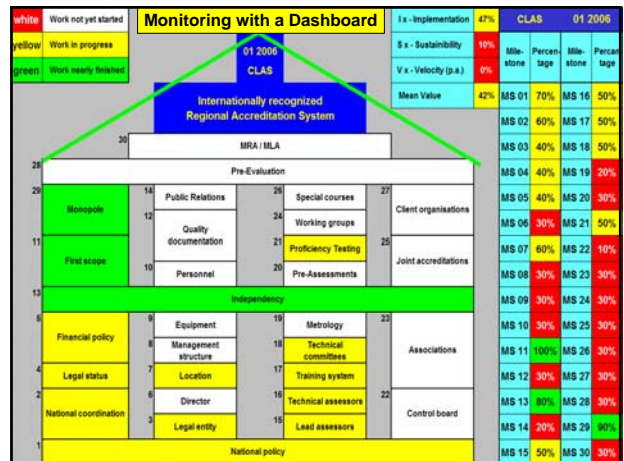 Monitoring with a Dashboard
white Work not yet started
yellow Work in progress
green Work nearly finished
01 2006
CLAS
Internationally recognized
Regional Accreditation System
I x - Implementation 47%
S x - Sustainibility 10%
V x - Velocity (p.a.) 0%
Mean Value 42%
30 MRA / MLA
28 Pre-Evaluation
29 Monopole
14 Public Relations
26 Special courses
27 Client organisations
12 Quality
documentation
24 Working groups
11 First scope
21 Proficiency Testing
25 Joint accreditations
10 Personnel
20 Pre-Assessments
13 Independency
5 Financial policy
9 Equipment
19 Metrology
23 Associations
8 Management
structure
18 Technical
committees
4 Legal status
7 Location
17 Training system
2 National coordination
6 Director
16 Technical assessors
22 Control board
3 Legal entity
15 Lead assessors
1 National policy
CLAS 01 2006
Mile-
stone Percen-
tage Mile-
stone Percen
tage
MS 01 70% MS 16 50%
MS 02 60% MS 17 50%
MS 03 40% MS 18 50%
MS 04 40% MS 19 20%
MS 05 40% MS 20 30%
MS 06 30% MS 21 50%
MS 07 60% MS 22 10%
MS 08 30% MS 23 30%
MS 09 30% MS 24 30%
MS 10 30% MS 25 30%
MS 11 100% MS 26 30%
MS 12 30% MS 27 30%
MS 13 80% MS 28 30%
MS 14 20% MS 29 90%
MS 15 50% MS 30 30%